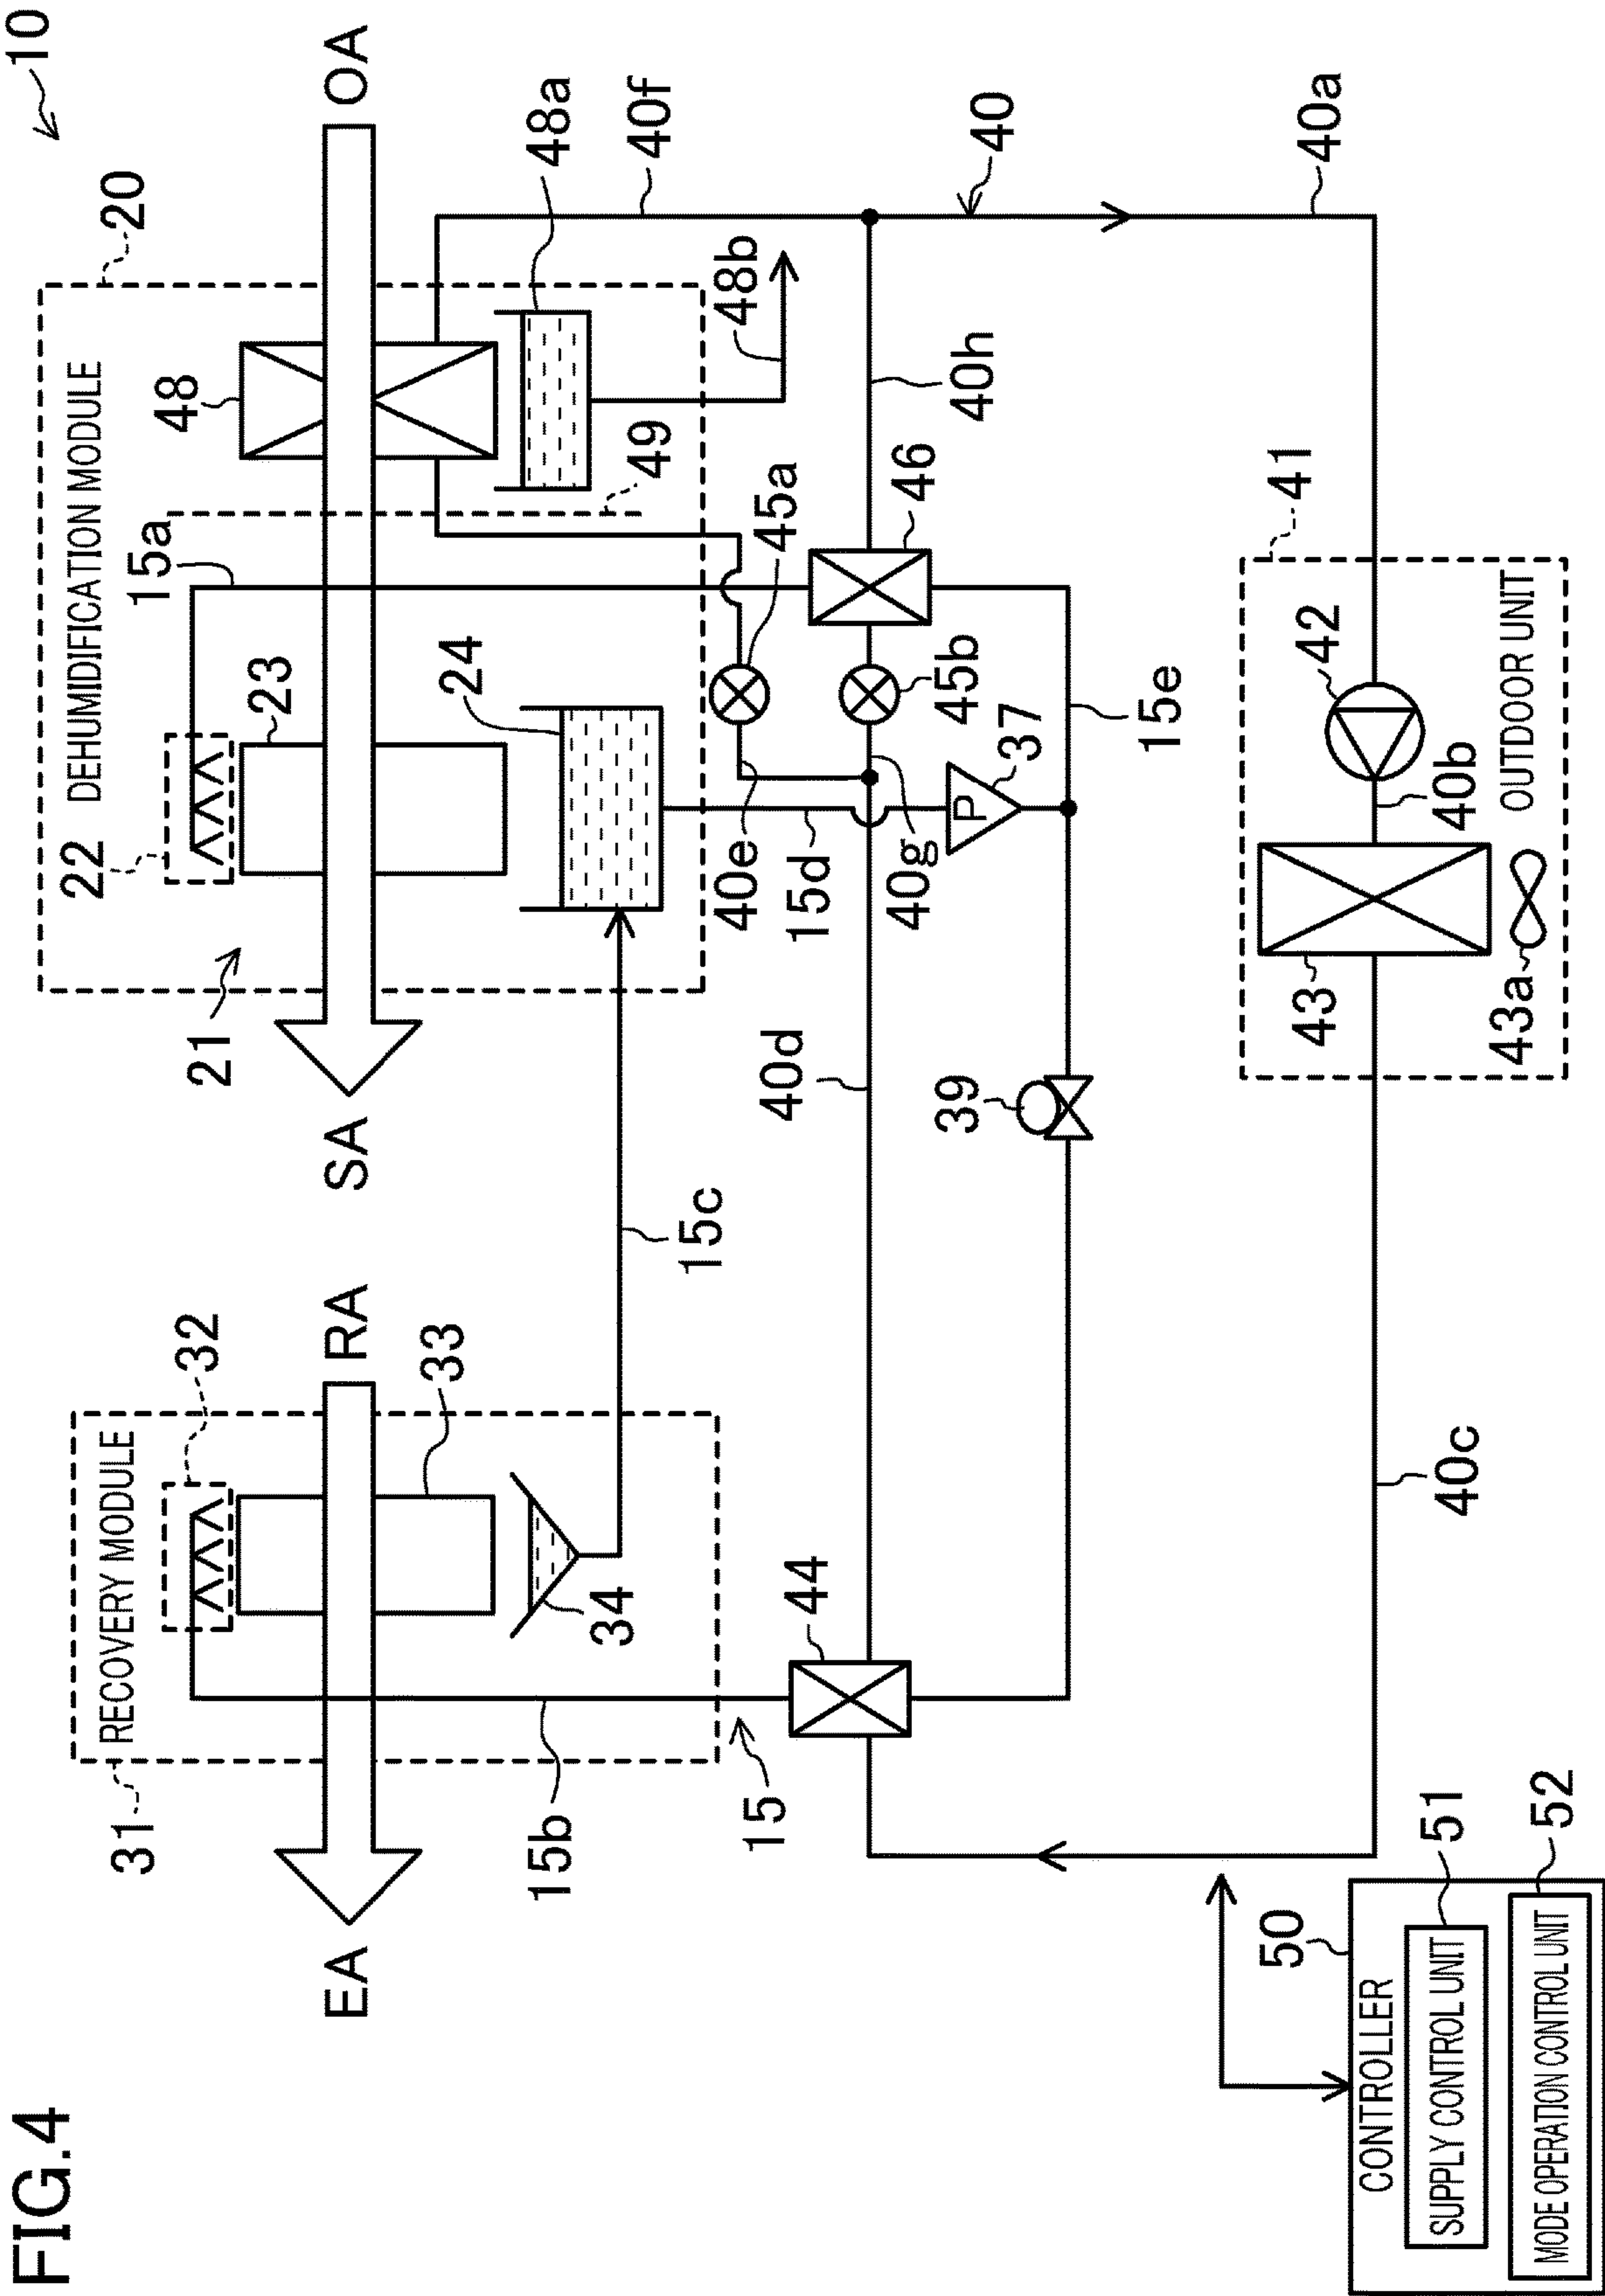 FIG.4
10
EA
RA
SA
OA
31
RECOVERY MODULE
32
33
34
15b
15
15c
21
22
DEHUMIDIFICATION MODULE
20
23
24
15a
48
48a
48b
49
40f
45a
40e
15d
40g
45b
46
40h
40
40a
37
15e
44
40d
39
40c
41
42
40b
43
43a
OUTDOOR UNIT
50
CONTROLLER
51
SUPPLY CONTROL UNIT
52
MODE OPERATION CONTROL UNIT
P